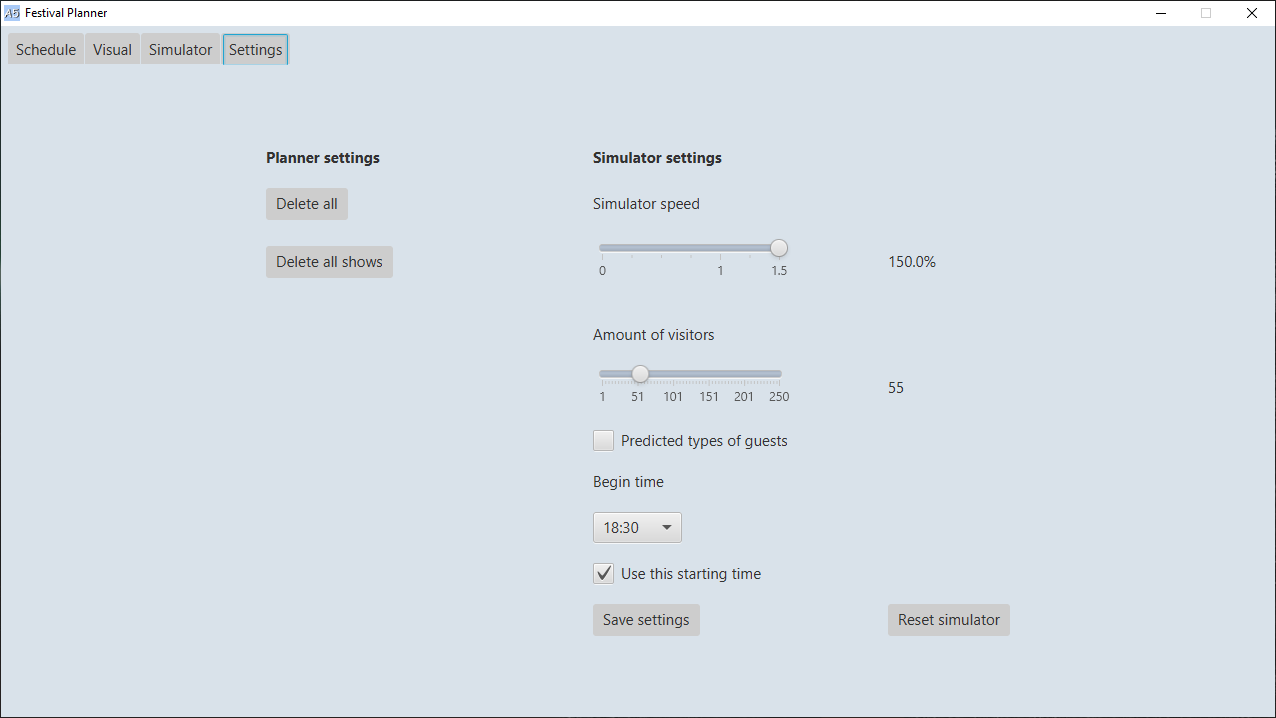 A5 Festival Planner
Schedule Visual Simulator Settings
Planner settings
Delete all
Delete all shows
Simulator settings
Simulator speed
0 1 1.5
150.0%
Amount of visitors
1 51 101 151 201 250
55
Predicted types of guests
Begin time
18:30
Use this starting time
Save settings
Reset simulator